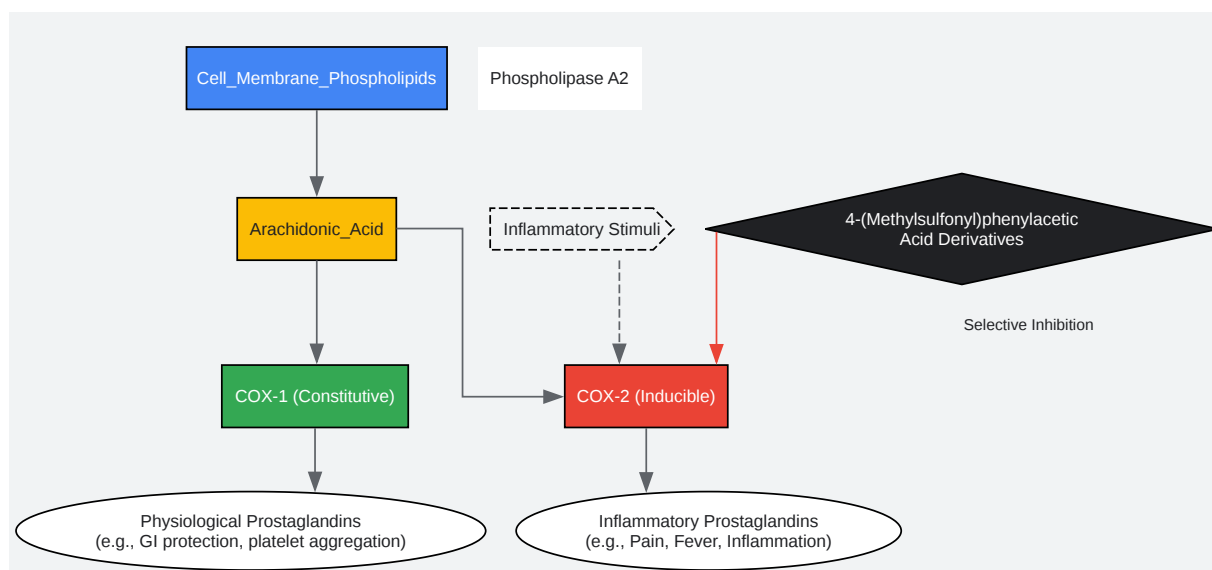 Cell_Membrane_Phospholipids
Phospholipase A2
Arachidonic_Acid
Inflammatory Stimuli
4-(Methylsulfonyl)phenylacetic
Acid Derivatives
Selective Inhibition
COX-1 (Constitutive)
COX-2 (Inducible)
Physiological Prostaglandins
(e.g., GI protection, platelet aggregation)
Inflammatory Prostaglandins
(e.g., Pain, Fever, Inflammation)